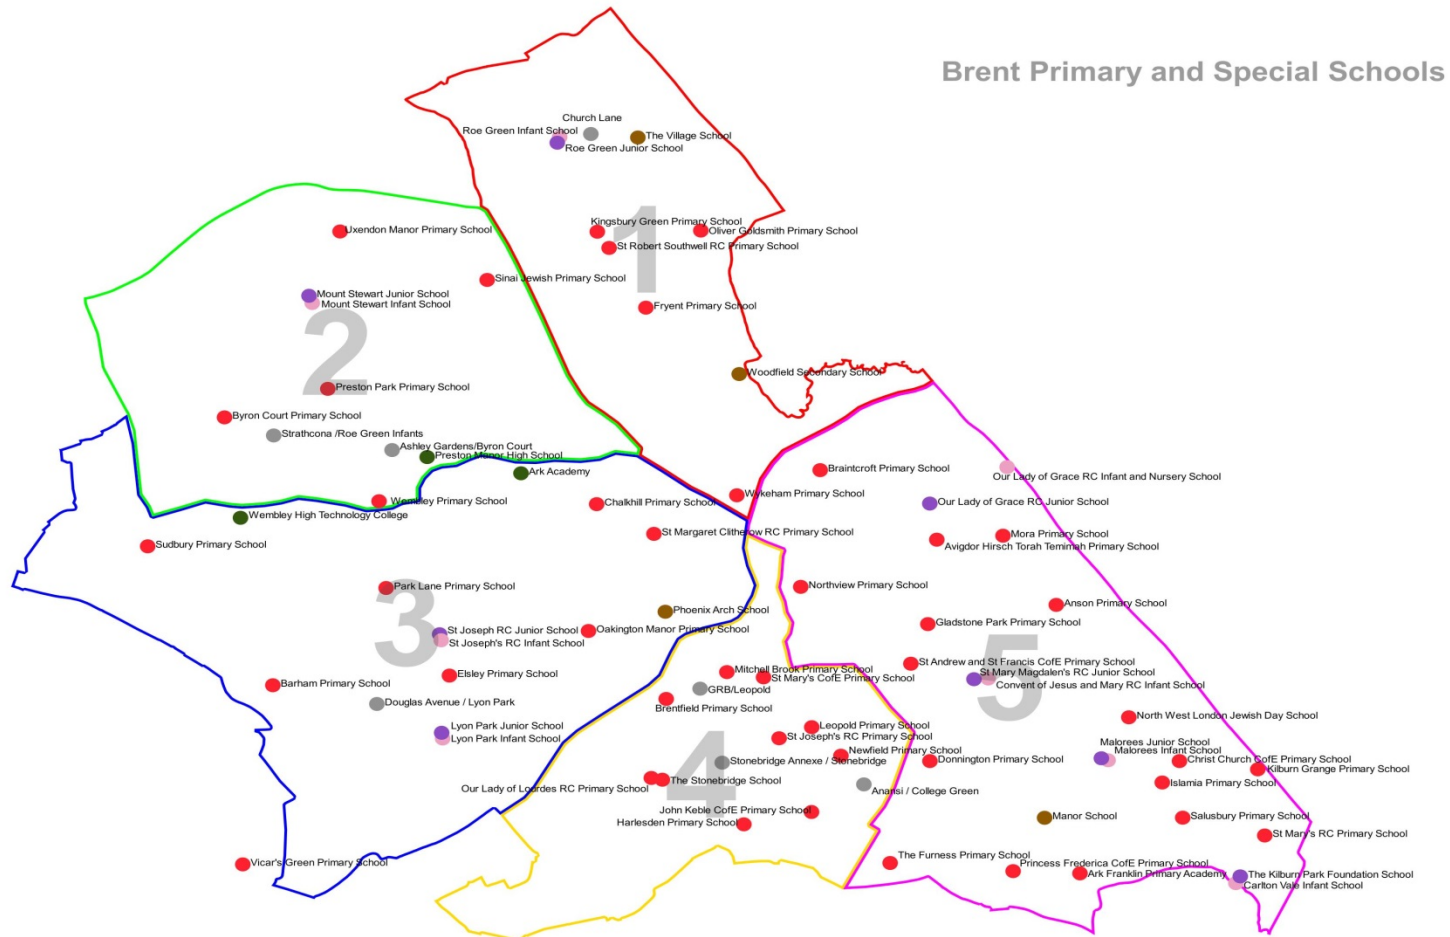 Brent Primary and Special Schools
Church Lane
Roe Green Infant School
The Village School
Roe Green Junior School
1
Kingsbury Green Primary School
Oliver Goldsmith Primary School
St Robert Southwell RC Primary School
Fryent Primary School
Woodfield Secondary School
Uxendon Manor Primary School
Sinai Jewish Primary School
Mount Stewart Junior School
Mount Stewart Infant School
2
Preston Park Primary School
Byron Court Primary School
Strathcona /Roe Green Infants
Ashley Gardens/Byron Court
Preston Manor High School
Ark Academy
Wembley Primary School
Wembley High Technology College
Sudbury Primary School
Chalkhill Primary School
Wykeham Primary School
St Margaret Clitherow RC Primary School
Park Lane Primary School
3
Phoenix Arch School
St Joseph RC Junior School
Oakington Manor Primary School
St Joseph's RC Infant School
Elsley Primary School
Barham Primary School
Douglas Avenue / Lyon Park
Lyon Park Junior School
Lyon Park Infant School
Vicar's Green Primary School
Mitchell Brook Primary School
St Mary's CofE Primary School
GRB/Leopold
Brentfield Primary School
Leopold Primary School
St Joseph's RC Primary School
Newfield Primary School
4
Stonebridge Annexe / Stonebridge
The Stonebridge School
Our Lady of Lourdes RC Primary School
Anansi / College Green
John Keble CofE Primary School
Harlesden Primary School
Braintcroft Primary School
Our Lady of Grace RC Infant and Nursery School
Our Lady of Grace RC Junior School
Mora Primary School
Avigdor Hirsch Torah Temimah Primary School
Northview Primary School
Anson Primary School
Gladstone Park Primary School
5
St Andrew and St Francis CofE Primary School
St Mary Magdalen's RC Junior School
Convent of Jesus and Mary RC Infant School
North West London Jewish Day School
Malorees Junior School
Malorees Infant School
Donnington Primary School
Christ Church CofE Primary School
Kilburn Grange Primary School
Islamia Primary School
Manor School
Salusbury Primary School
St Mary's RC Primary School
The Furness Primary School
Princess Frederica CofE Primary School
Ark Franklin Primary Academy
The Kilburn Park Foundation School
Carlton Vale Infant School